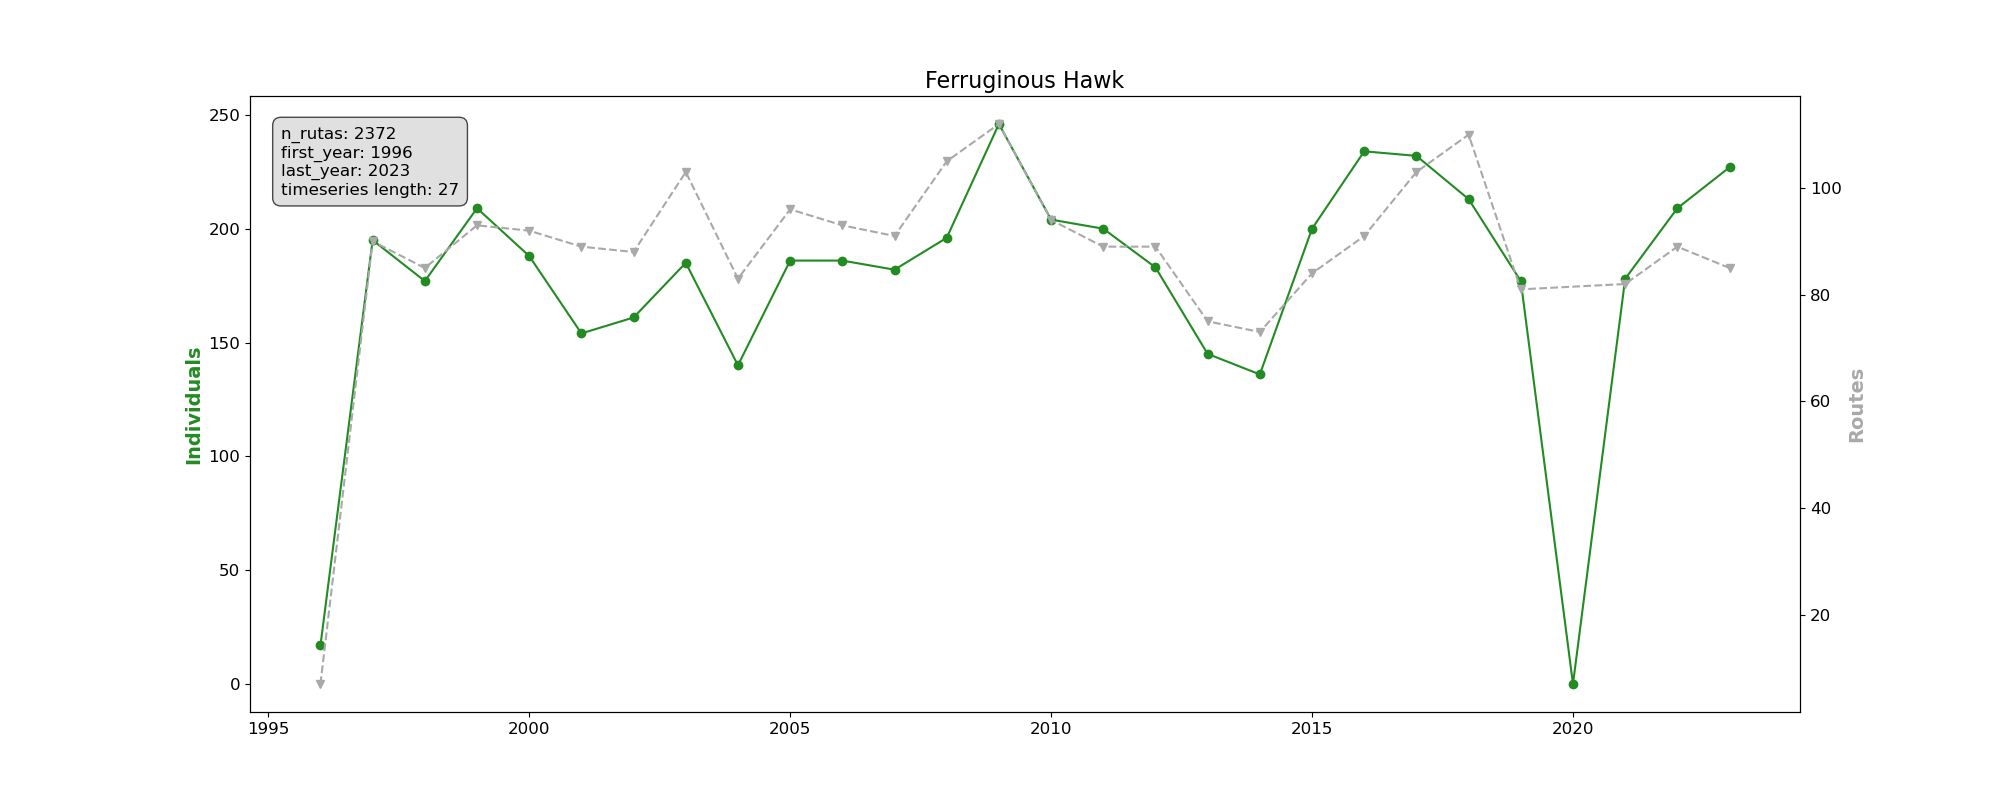 Ferruginous Hawk
n_rutas: 2372
first_year: 1996
last_year: 2023
timeseries length: 27
250
200
150
100
50
0
Individuals
100
80
60
40
20
Routes
1995 2000 2005 2010 2015 2020